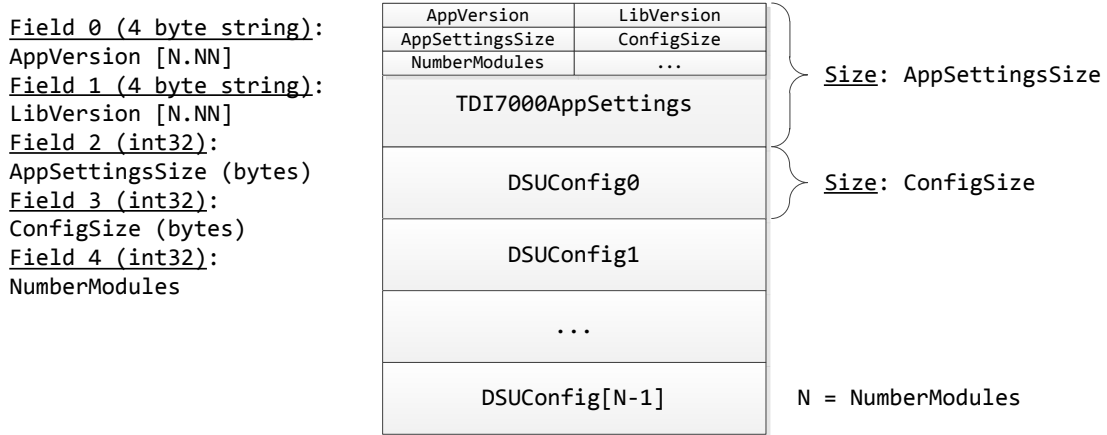 Field 0 (4 byte string):
AppVersion [N.NN]
Field 1 (4 byte string):
LibVersion [N.NN]
Field 2 (int32):
AppSettingsSize (bytes)
Field 3 (int32):
ConfigSize (bytes)
Field 4 (int32):
NumberModules
AppVersion LibVersion
AppSettingsSize ConfigSize
NumberModules ...
TDI7000AppSettings
Size: AppSettingsSize
DSUConfig0
Size: ConfigSize
DSUConfig1
...
DSUConfig[N-1]
N = NumberModules